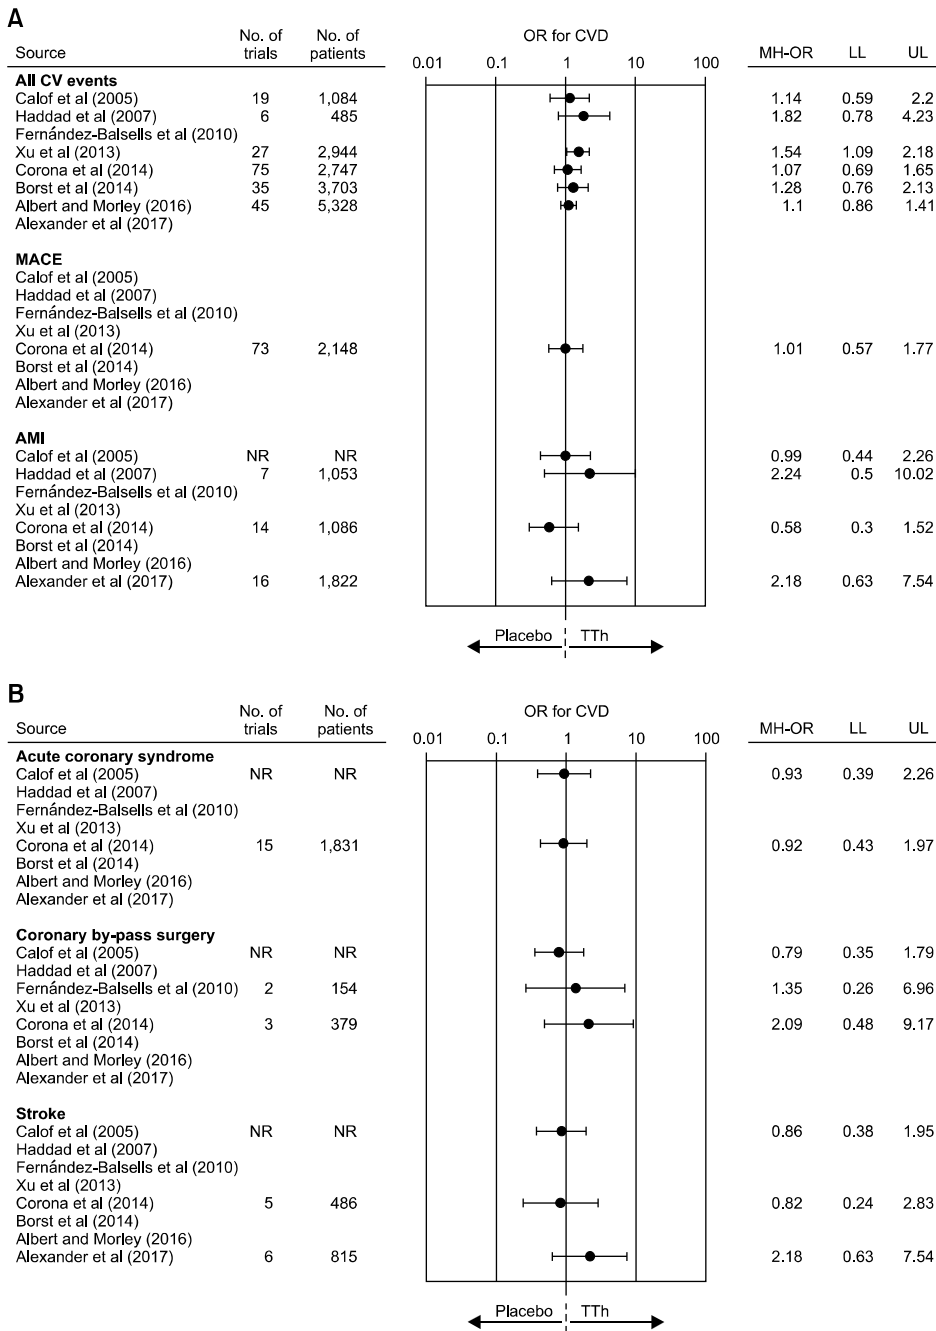 A
Source No. of trials No. of patients OR for CVD MH-OR LL UL
0.01 0.1 1 10 100
All CV events
Calof et al (2005) 19 1,084 1.14 0.59 2.2
Haddad et al (2007) 6 485 1.82 0.78 4.23
Fernández-Balsells et al (2010)
Xu et al (2013) 27 2,944 1.54 1.09 2.18
Corona et al (2014) 75 2,747 1.07 0.69 1.65
Borst et al (2014) 35 3,703 1.28 0.76 2.13
Albert and Morley (2016) 45 5,328 1.1 0.86 1.41
Alexander et al (2017)
MACE
Calof et al (2005)
Haddad et al (2007)
Fernández-Balsells et al (2010)
Xu et al (2013)
Corona et al (2014) 73 2,148 1.01 0.57 1.77
Borst et al (2014)
Albert and Morley (2016)
Alexander et al (2017)
AMI
Calof et al (2005) NR NR 0.99 0.44 2.26
Haddad et al (2007) 7 1,053 2.24 0.5 10.02
Fernández-Balsells et al (2010)
Xu et al (2013)
Corona et al (2014) 14 1,086 0.58 0.3 1.52
Borst et al (2014)
Albert and Morley (2016)
Alexander et al (2017) 16 1,822 2.18 0.63 7.54
Placebo TTh
B
Source No. of trials No. of patients OR for CVD MH-OR LL UL
0.01 0.1 1 10 100
Acute coronary syndrome
Calof et al (2005) NR NR 0.93 0.39 2.26
Haddad et al (2007)
Fernández-Balsells et al (2010)
Xu et al (2013)
Corona et al (2014) 15 1,831 0.92 0.43 1.97
Borst et al (2014)
Albert and Morley (2016)
Alexander et al (2017)
Coronary by-pass surgery
Calof et al (2005) NR NR 0.79 0.35 1.79
Haddad et al (2007)
Fernández-Balsells et al (2010) 2 154 1.35 0.26 6.96
Xu et al (2013)
Corona et al (2014) 3 379 2.09 0.48 9.17
Borst et al (2014)
Albert and Morley (2016)
Alexander et al (2017)
Stroke
Calof et al (2005) NR NR 0.86 0.38 1.95
Haddad et al (2007)
Fernández-Balsells et al (2010)
Xu et al (2013)
Corona et al (2014) 5 486 0.82 0.24 2.83
Borst et al (2014)
Albert and Morley (2016)
Alexander et al (2017) 6 815 2.18 0.63 7.54
Placebo TTh